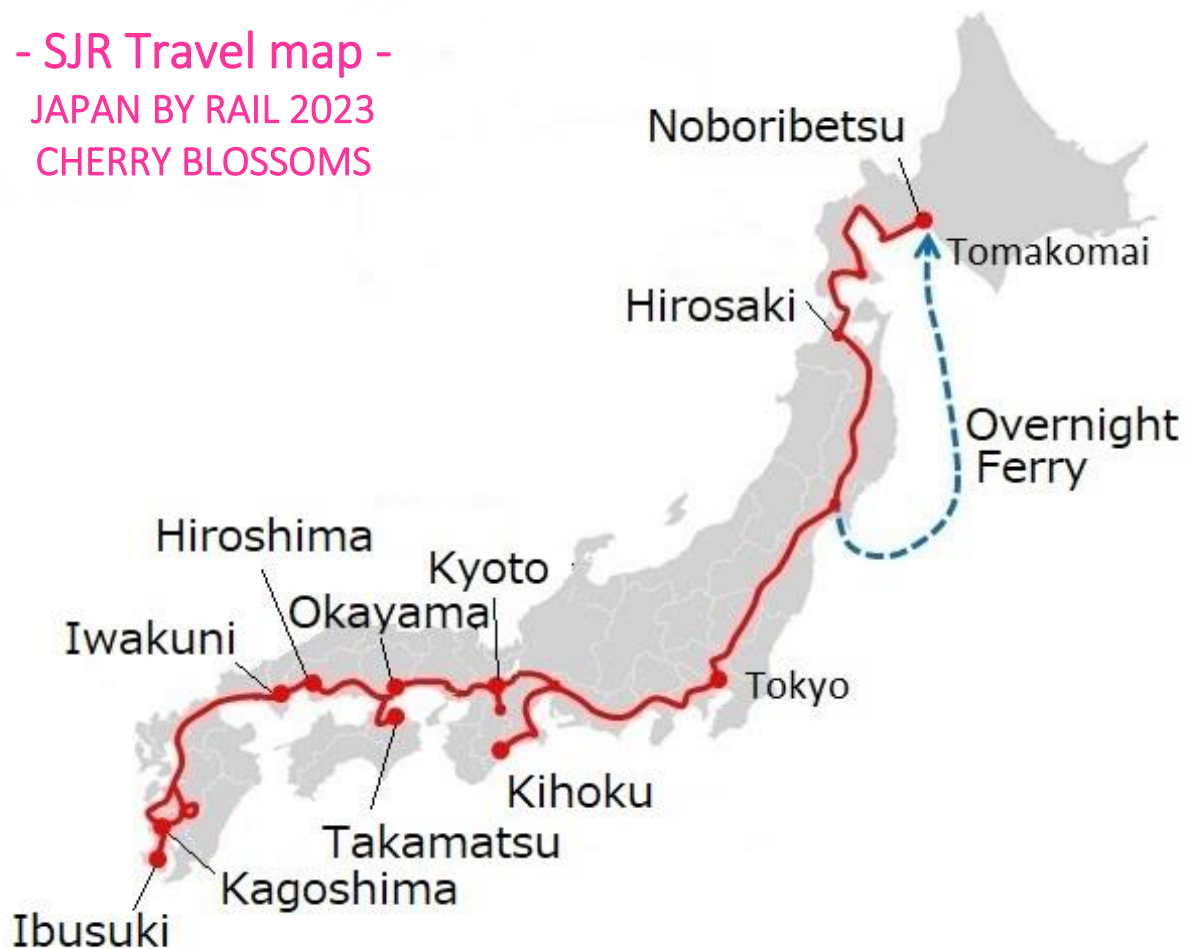 - SJR Travel map -
JAPAN BY RAIL 2023
CHERRY BLOSSOMS
Noboribetsu
Tomakomai
Hirosaki
Overnight
Ferry
Hiroshima
Kyoto
Okayama
Iwakuni
Tokyo
Kihoku
Takamatsu
Kagoshima
Ibusuki